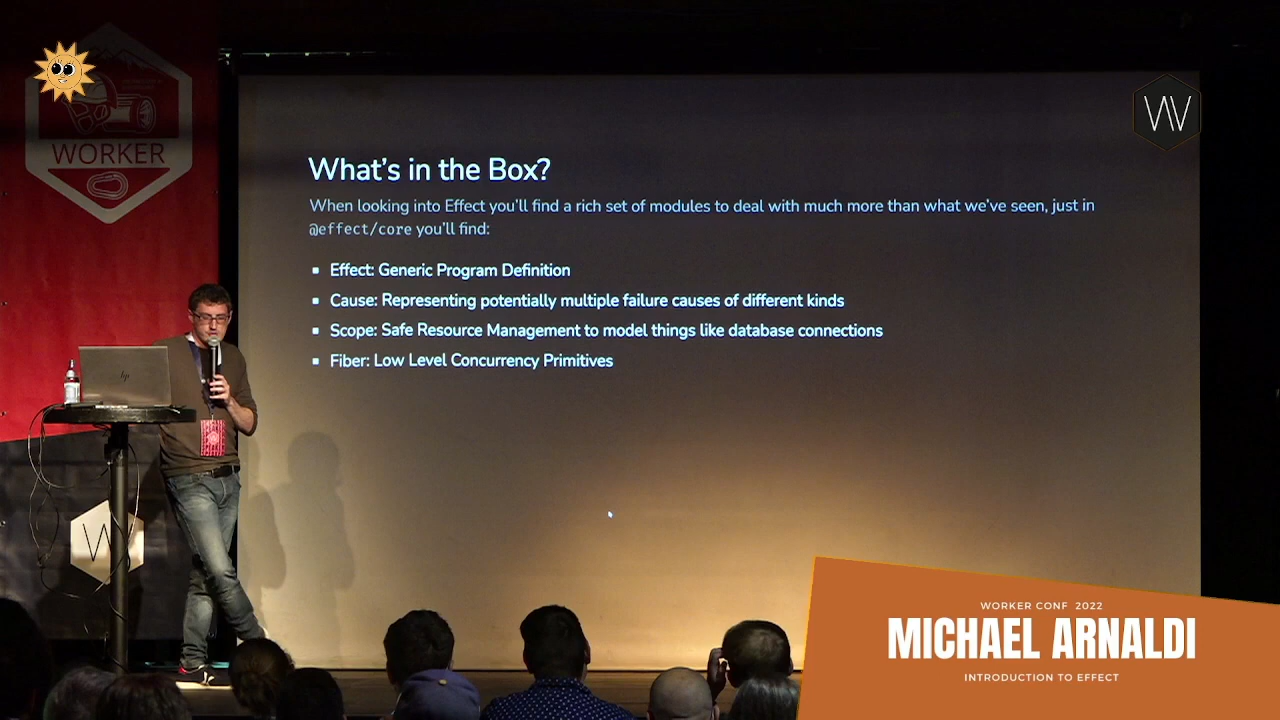 WORKER
W
What's in the Box?
When looking into Effect you'll find a rich set of modules to deal with much more than what we've seen, just in
@effect/core you'll find:
Effect: Generic Program Definition
Cause: Representing potentially multiple failure causes of different kinds
Scope: Safe Resource Management to model things like database connections
Fiber: Low Level Concurrency Primitives
hp
W
WORKER CONF 2022
MICHAEL ARNALDI
INTRODUCTION TO EFFECT